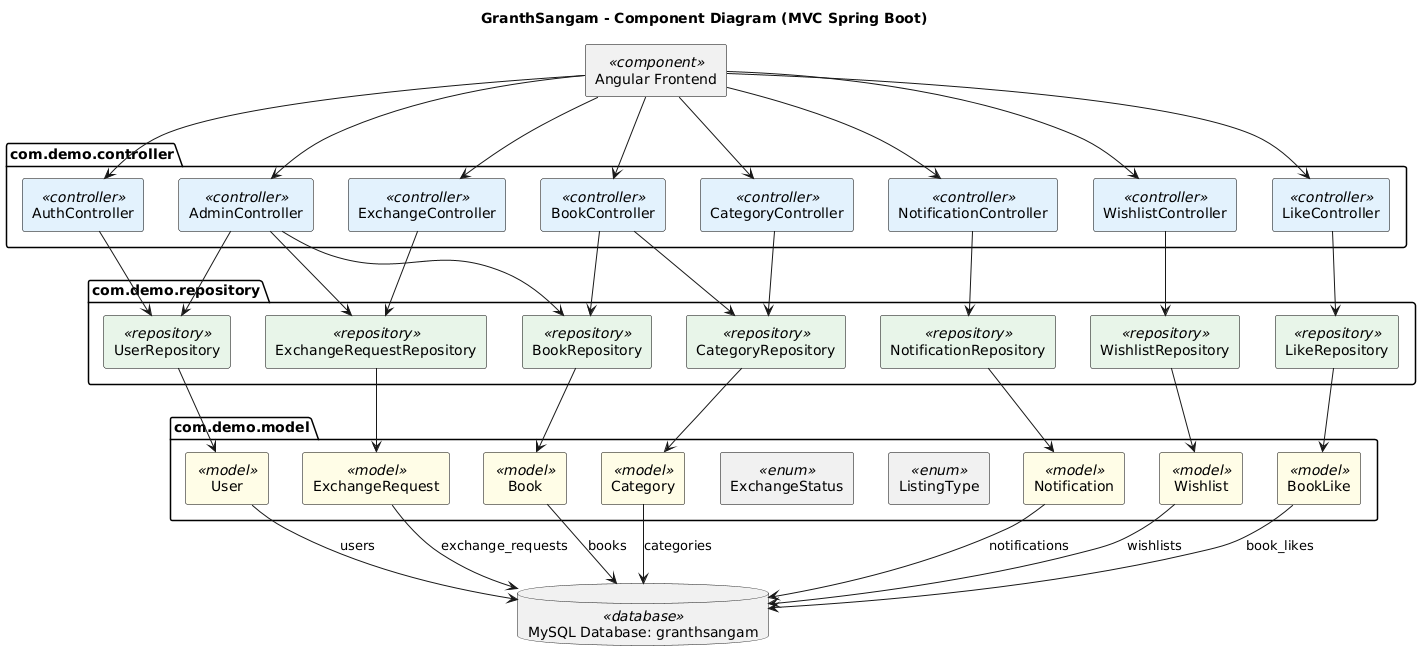 GranthSangam - Component Diagram (MVC Spring Boot)
«component»
Angular Frontend
com.demo.controller
«controller»
AuthController
«controller»
AdminController
«controller»
ExchangeController
«controller»
BookController
«controller»
CategoryController
«controller»
NotificationController
«controller»
WishlistController
«controller»
LikeController
com.demo.repository
«repository»
UserRepository
«repository»
ExchangeRequestRepository
«repository»
BookRepository
«repository»
CategoryRepository
«repository»
NotificationRepository
«repository»
WishlistRepository
«repository»
LikeRepository
com.demo.model
«model»
User
«model»
ExchangeRequest
«model»
Book
«model»
Category
«enum»
ExchangeStatus
«enum»
ListingType
«model»
Notification
«model»
Wishlist
«model»
BookLike
users
exchange_requests
books
categories
notifications
wishlists
book_likes
«database»
MySQL Database: granthsangam